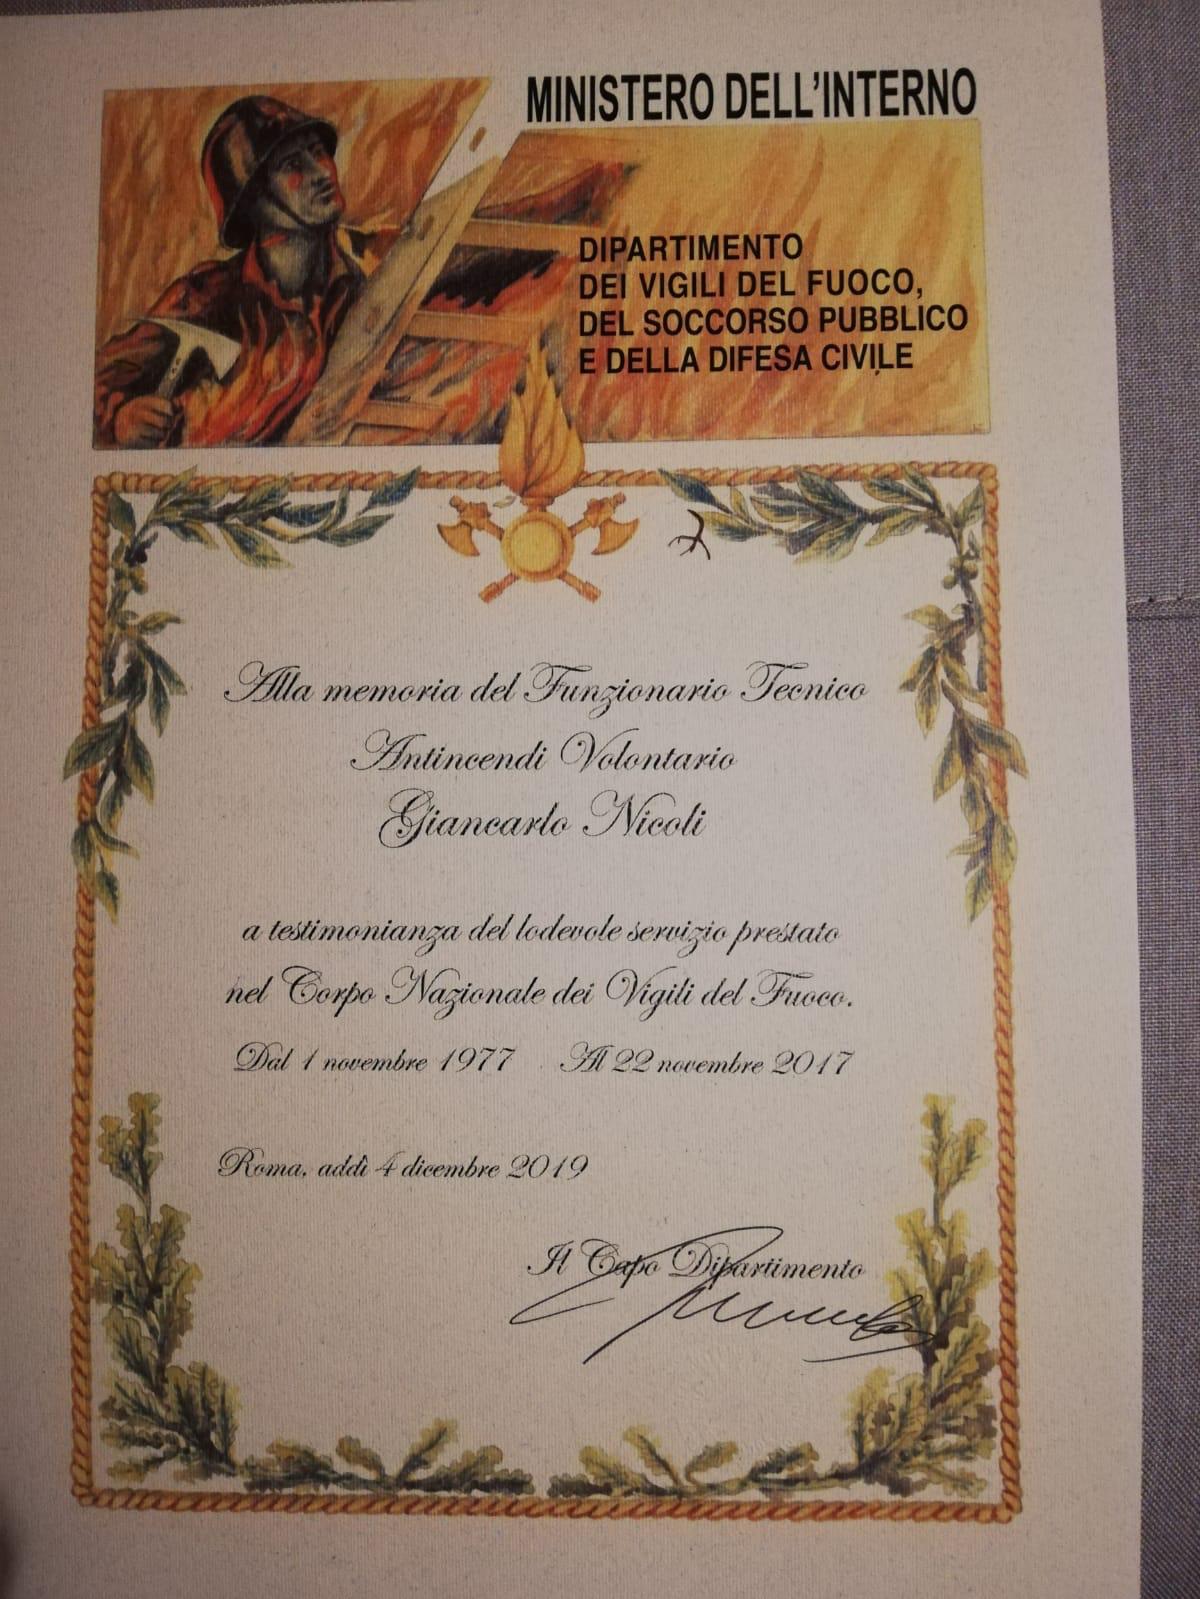 MINISTERO DELL'INTERNO
DIPARTIMENTO
DEI VIGILI DEL FUOCO,
DEL SOCCORSO PUBBLICO
E DELLA DIFESA CIVILE
Alla memoria del Funzionario Tecnico
Antincendi Volontario
Giancarlo Nicoli
a testimonianza del lodevole servizio prestato
nel Corpo Nazionale dei Vigili del Fuoco.
Dal 1 novembre 1977 Al 22 novembre 2017
Roma, addì 4 dicembre 2019
Il Capo Dipartimento